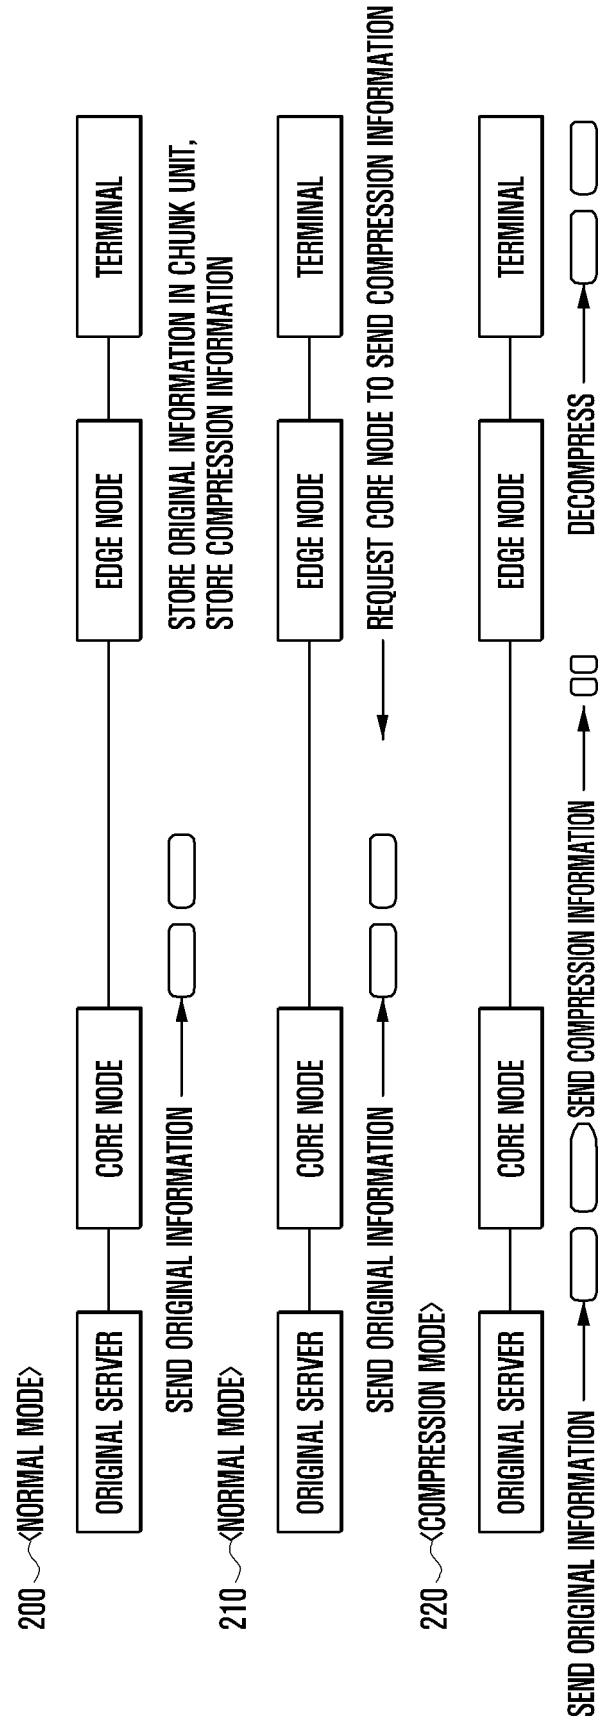 200 <NORMAL MODE>
ORIGINAL SERVER
CORE NODE
EDGE NODE
TERMINAL
SEND ORIGINAL INFORMATION
STORE ORIGINAL INFORMATION IN CHUNK UNIT,
STORE COMPRESSION INFORMATION
210 <NORMAL MODE>
ORIGINAL SERVER
CORE NODE
EDGE NODE
TERMINAL
SEND ORIGINAL INFORMATION
REQUEST CORE NODE TO SEND COMPRESSION INFORMATION
220 <COMPRESSION MODE>
ORIGINAL SERVER
CORE NODE
EDGE NODE
TERMINAL
SEND ORIGINAL INFORMATION
SEND COMPRESSION INFORMATION
DECOMPRESS